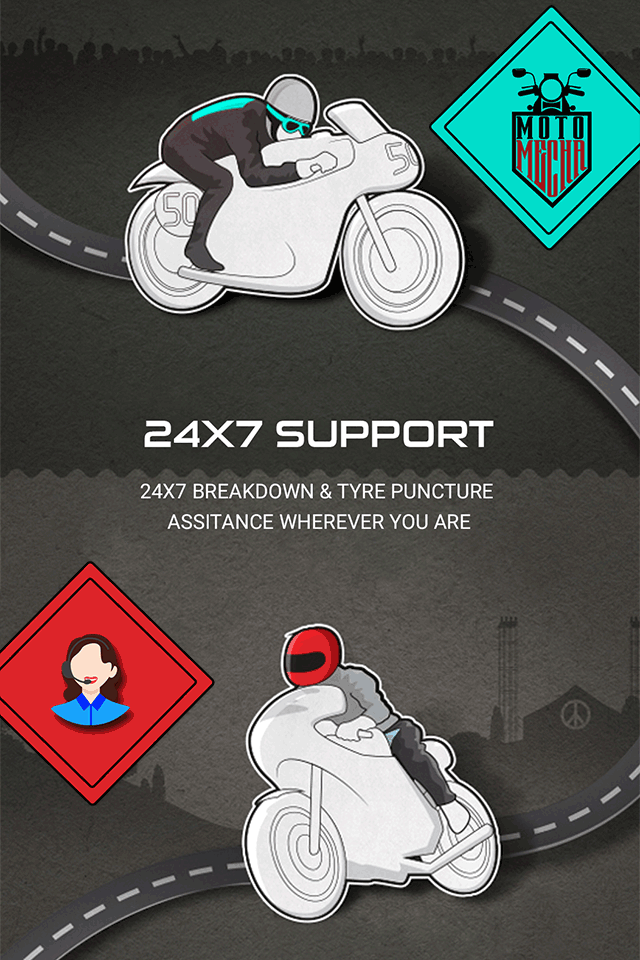 MOTO
MECHA
50
50
24X7 SUPPORT
24X7 BREAKDOWN & TYRE PUNCTURE
ASSITANCE WHEREVER YOU ARE